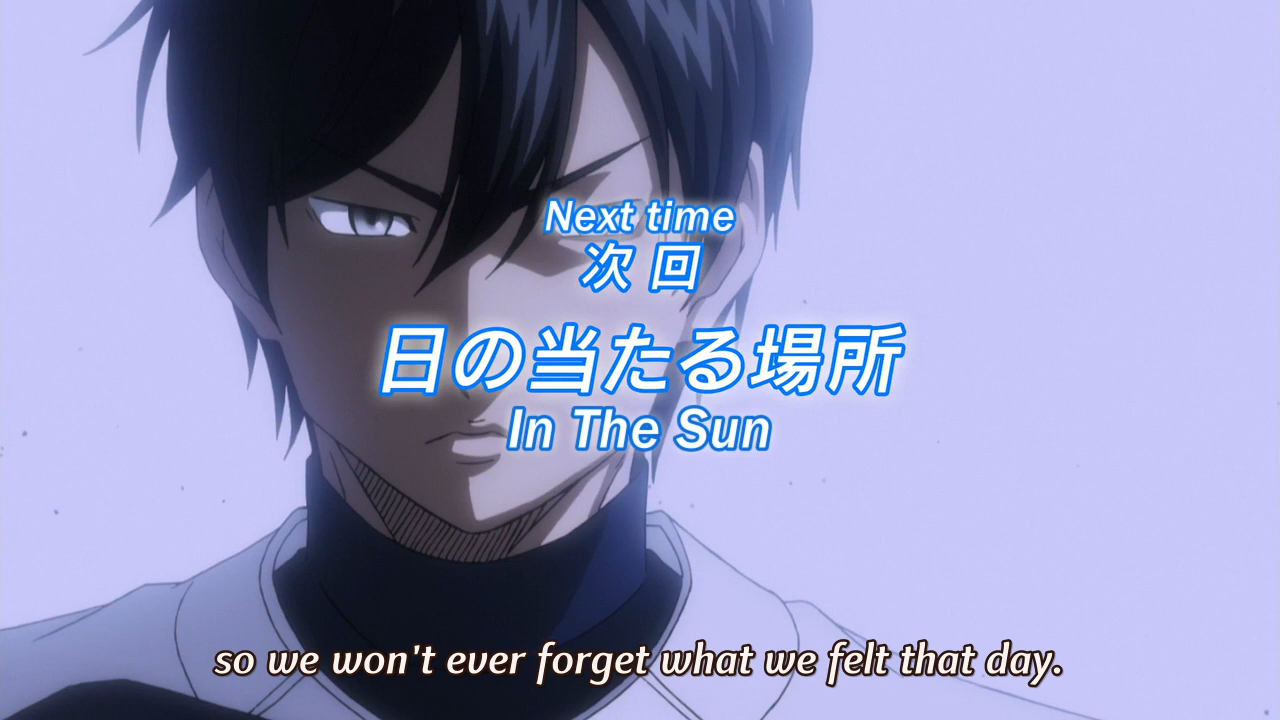 Next time
次回
日の当たる場所
In The Sun
so we won't ever forget what we felt that day.